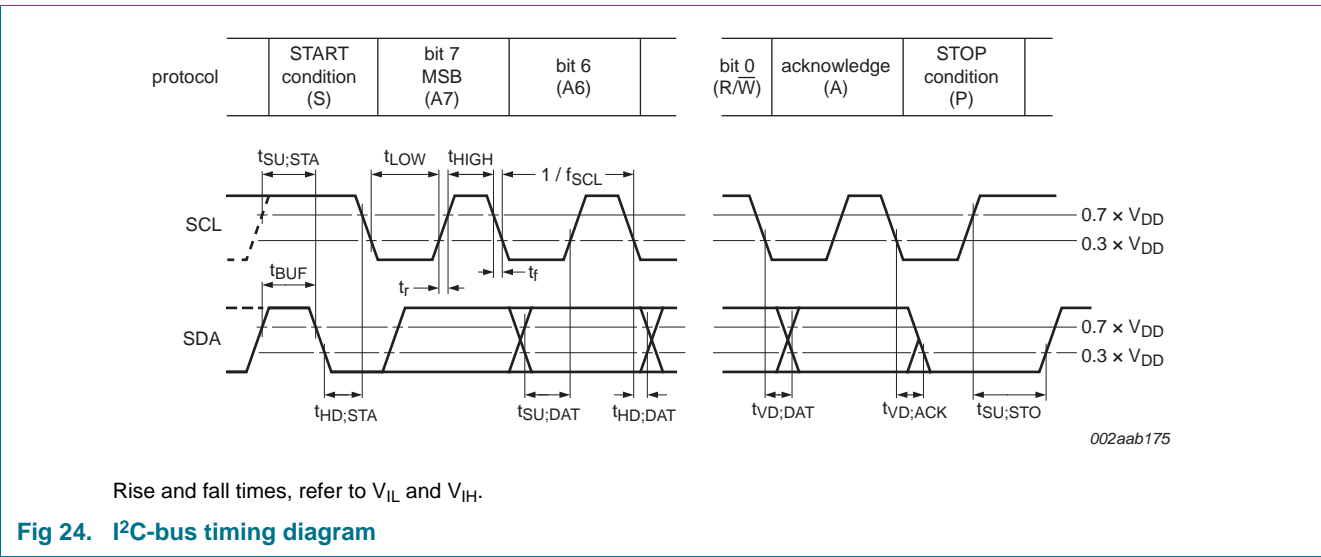 protocol
START
condition
(S)
bit 7
MSB
(A7)
bit 6
(A6)
bit 0
(R/W̅)
acknowledge
(A)
STOP
condition
(P)
tSU;STA
tLOW
tHIGH
1 / fSCL
SCL
0.7 × VDD
0.3 × VDD
tBUF
tr
tf
SDA
0.7 × VDD
0.3 × VDD
tHD;STA
tSU;DAT
tHD;DAT
tVD;DAT
tVD;ACK
tSU;STO
002aab175
Rise and fall times, refer to VIL and VIH.
Fig 24. I²C-bus timing diagram